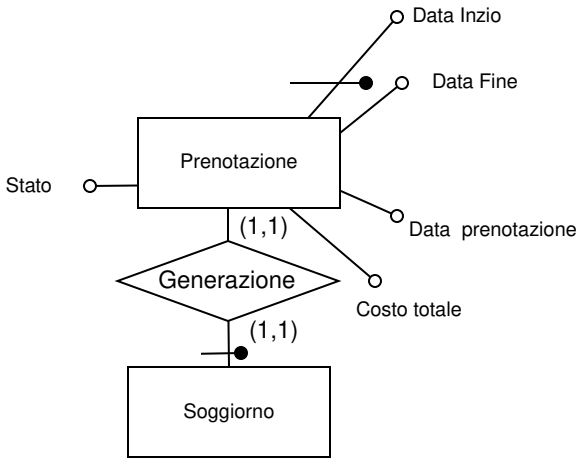 Data Inzio
Data Fine
Prenotazione
Stato
(1,1)
Data prenotazione
Generazione
Costo totale
(1,1)
Soggiorno